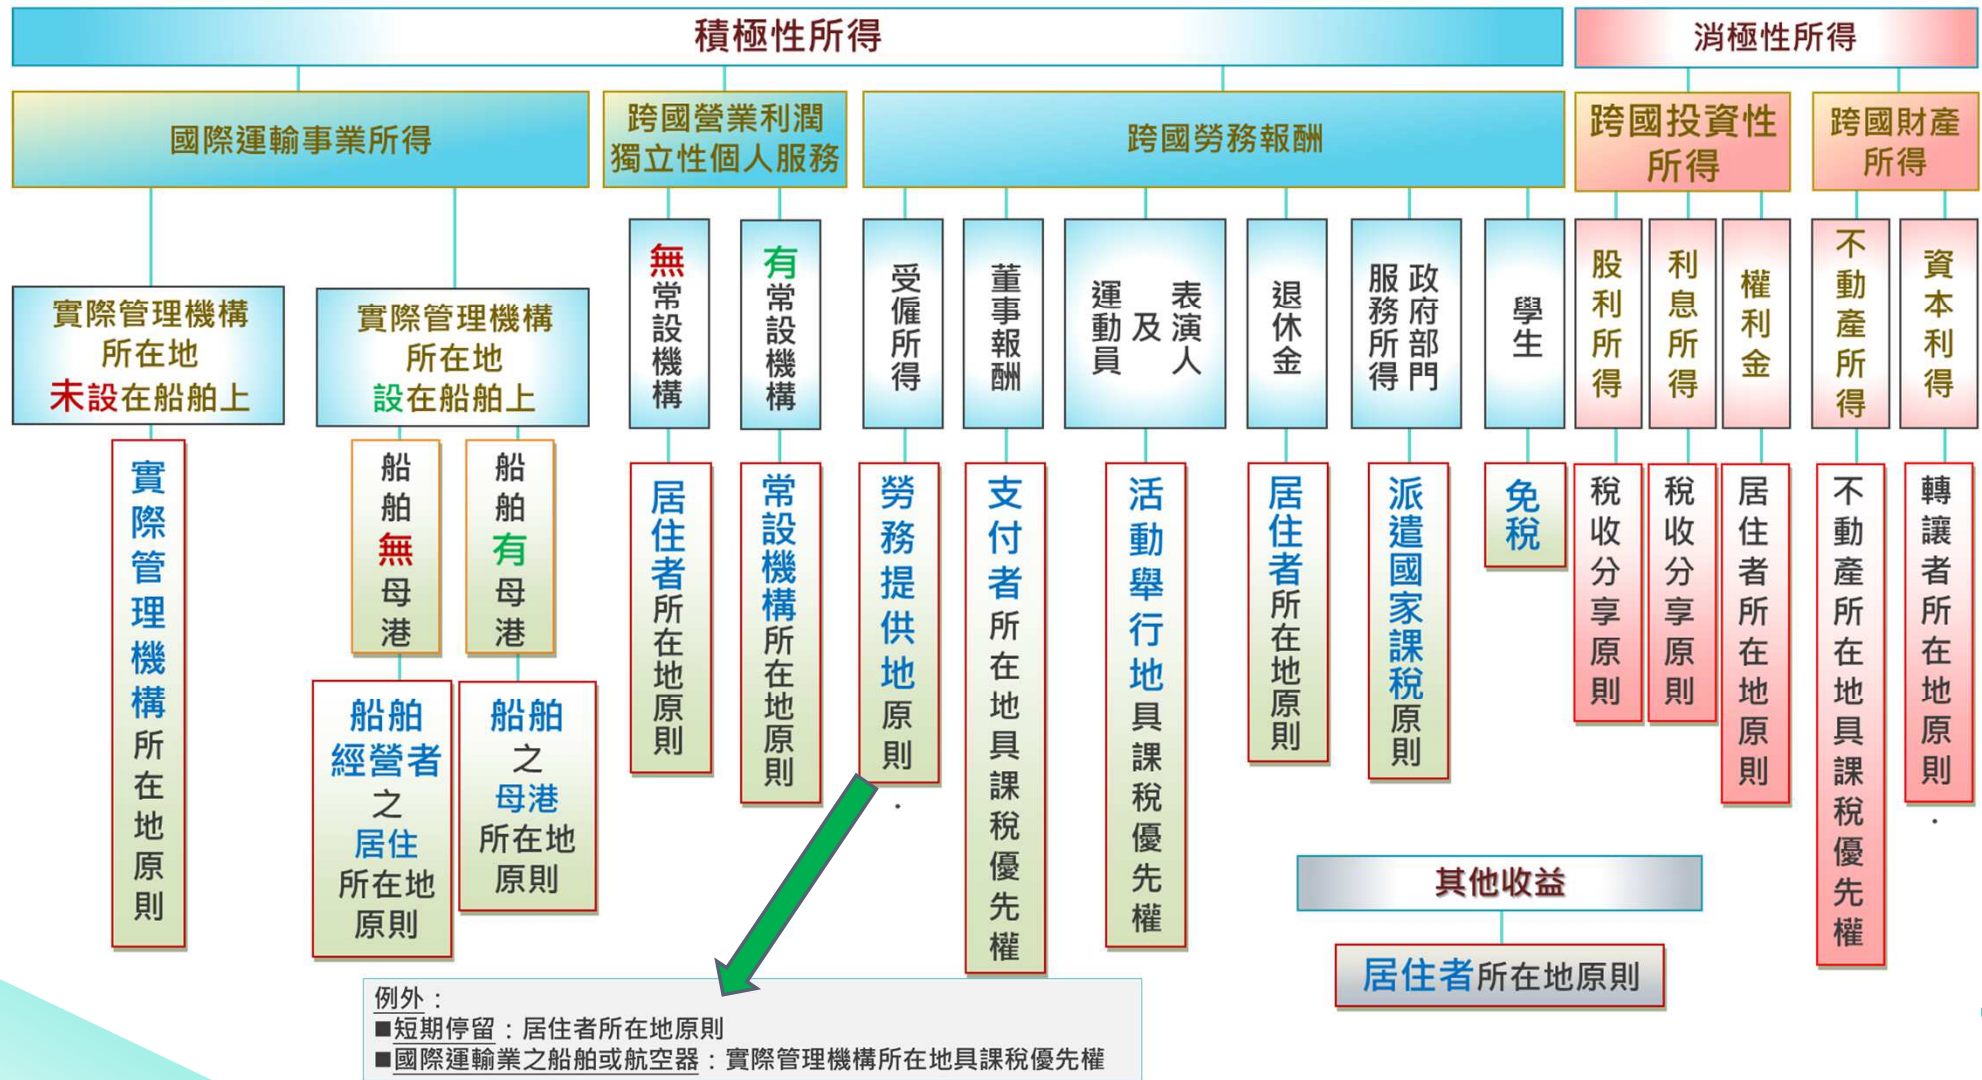 積極性所得
消極性所得
國際運輸事業所得
跨國營業利潤
獨立性個人服務
跨國勞務報酬
跨國投資性
所得
跨國財產
所得
實際管理機構
所在地
未設在船舶上
實際管理機構
所在地
設在船舶上
無常設機構
有常設機構
受僱所得
董事報酬
表演人
及
運動員
退休金
政府部門
服務所得
學生
股利所得
利息所得
權利金
不動產所得
資本利得
實際管理機構所在地原則
船舶無母港
船舶有母港
船舶
經營者
之
居住
所在地
原則
船舶
之
母港
所在地
原則
居住者所在地原則
常設機構所在地原則
勞務提供地原則
.
支付者所在地具課稅優先權
活動舉行地具課稅優先權
居住者所在地原則
派遣國家課稅原則
免稅
稅收分享原則
稅收分享原則
居住者所在地原則
不動產所在地具課稅優先權
轉讓者所在地原則
.
其他收益
居住者所在地原則
例外：
■短期停留：居住者所在地原則
■國際運輸業之船舶或航空器：實際管理機構所在地具課稅優先權